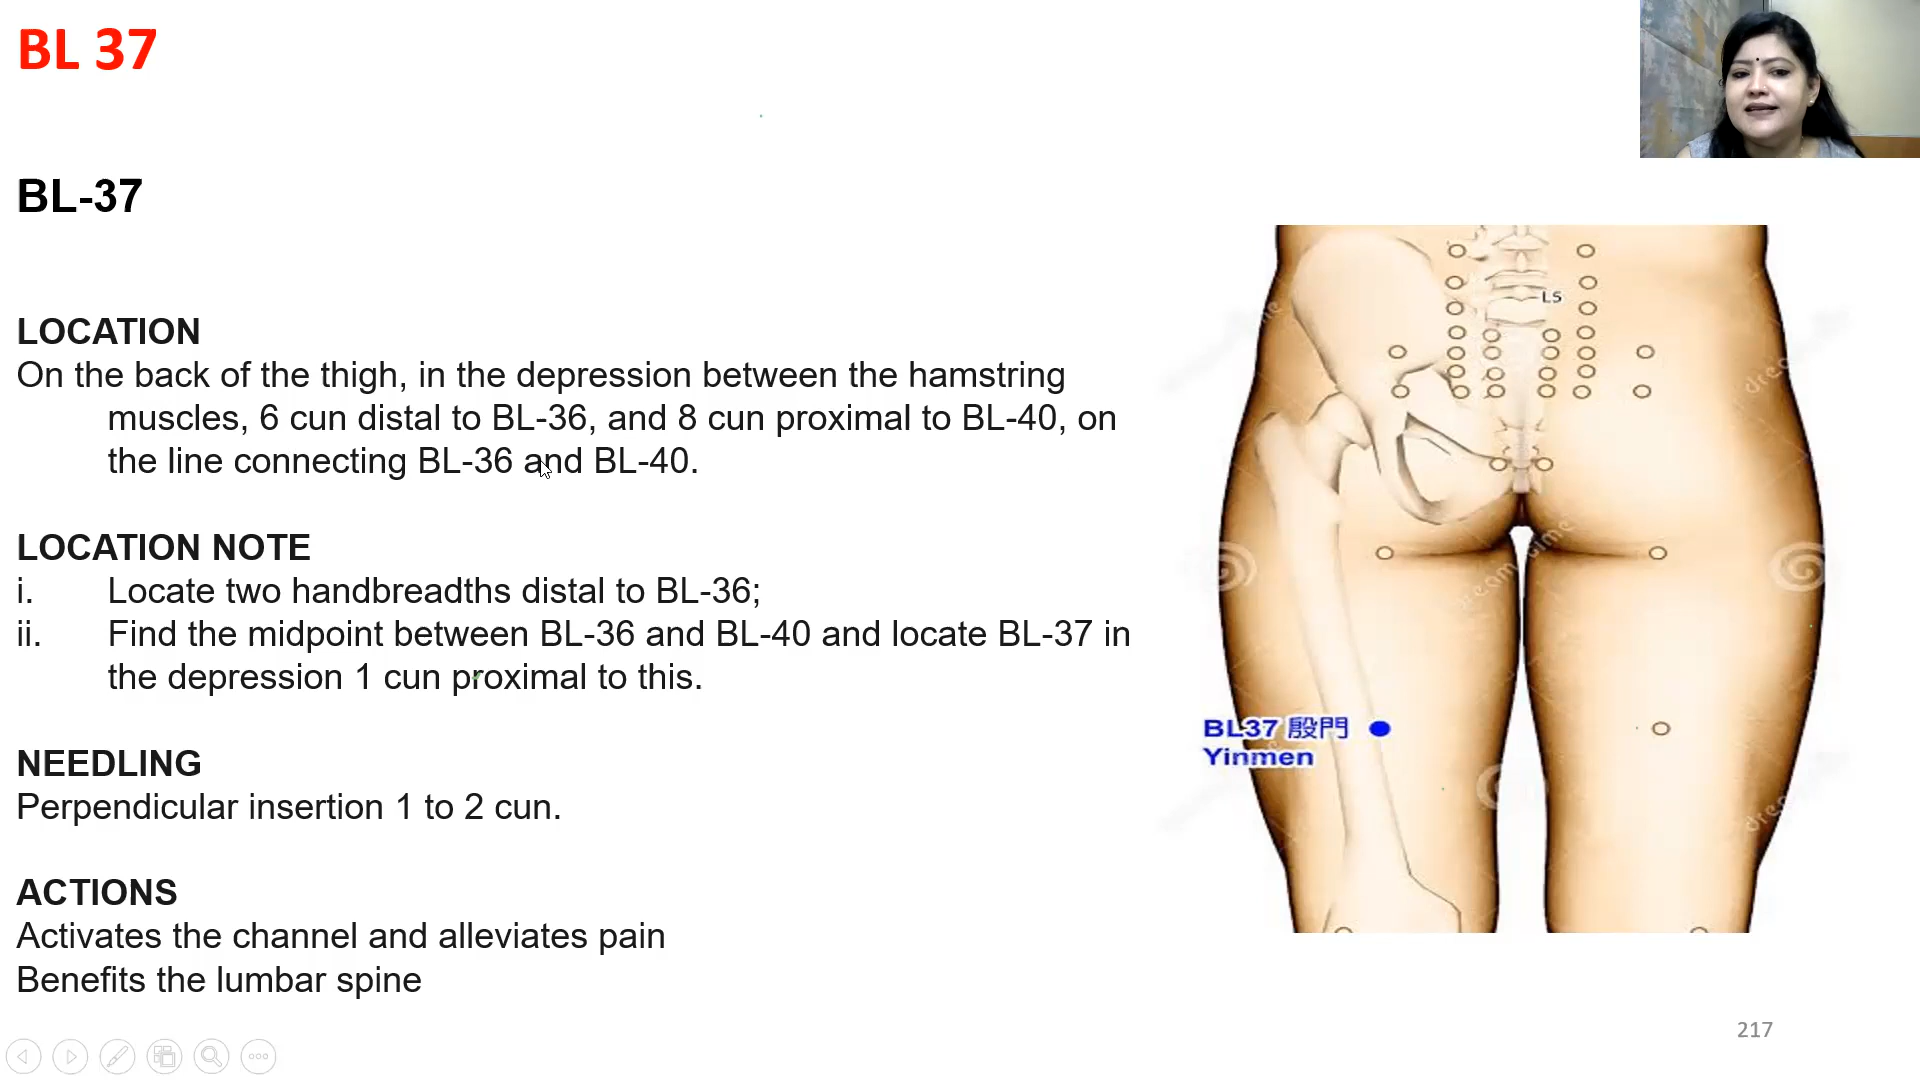 BL 37
BL-37
LOCATION
On the back of the thigh, in the depression between the hamstring
muscles, 6 cun distal to BL-36, and 8 cun proximal to BL-40, on
the line connecting BL-36 and BL-40.
LOCATION NOTE
i. Locate two handbreadths distal to BL-36;
ii. Find the midpoint between BL-36 and BL-40 and locate BL-37 in
the depression 1 cun proximal to this.
NEEDLING
Perpendicular insertion 1 to 2 cun.
ACTIONS
Activates the channel and alleviates pain
Benefits the lumbar spine
L5
BL37 殷門
Yinmen
217